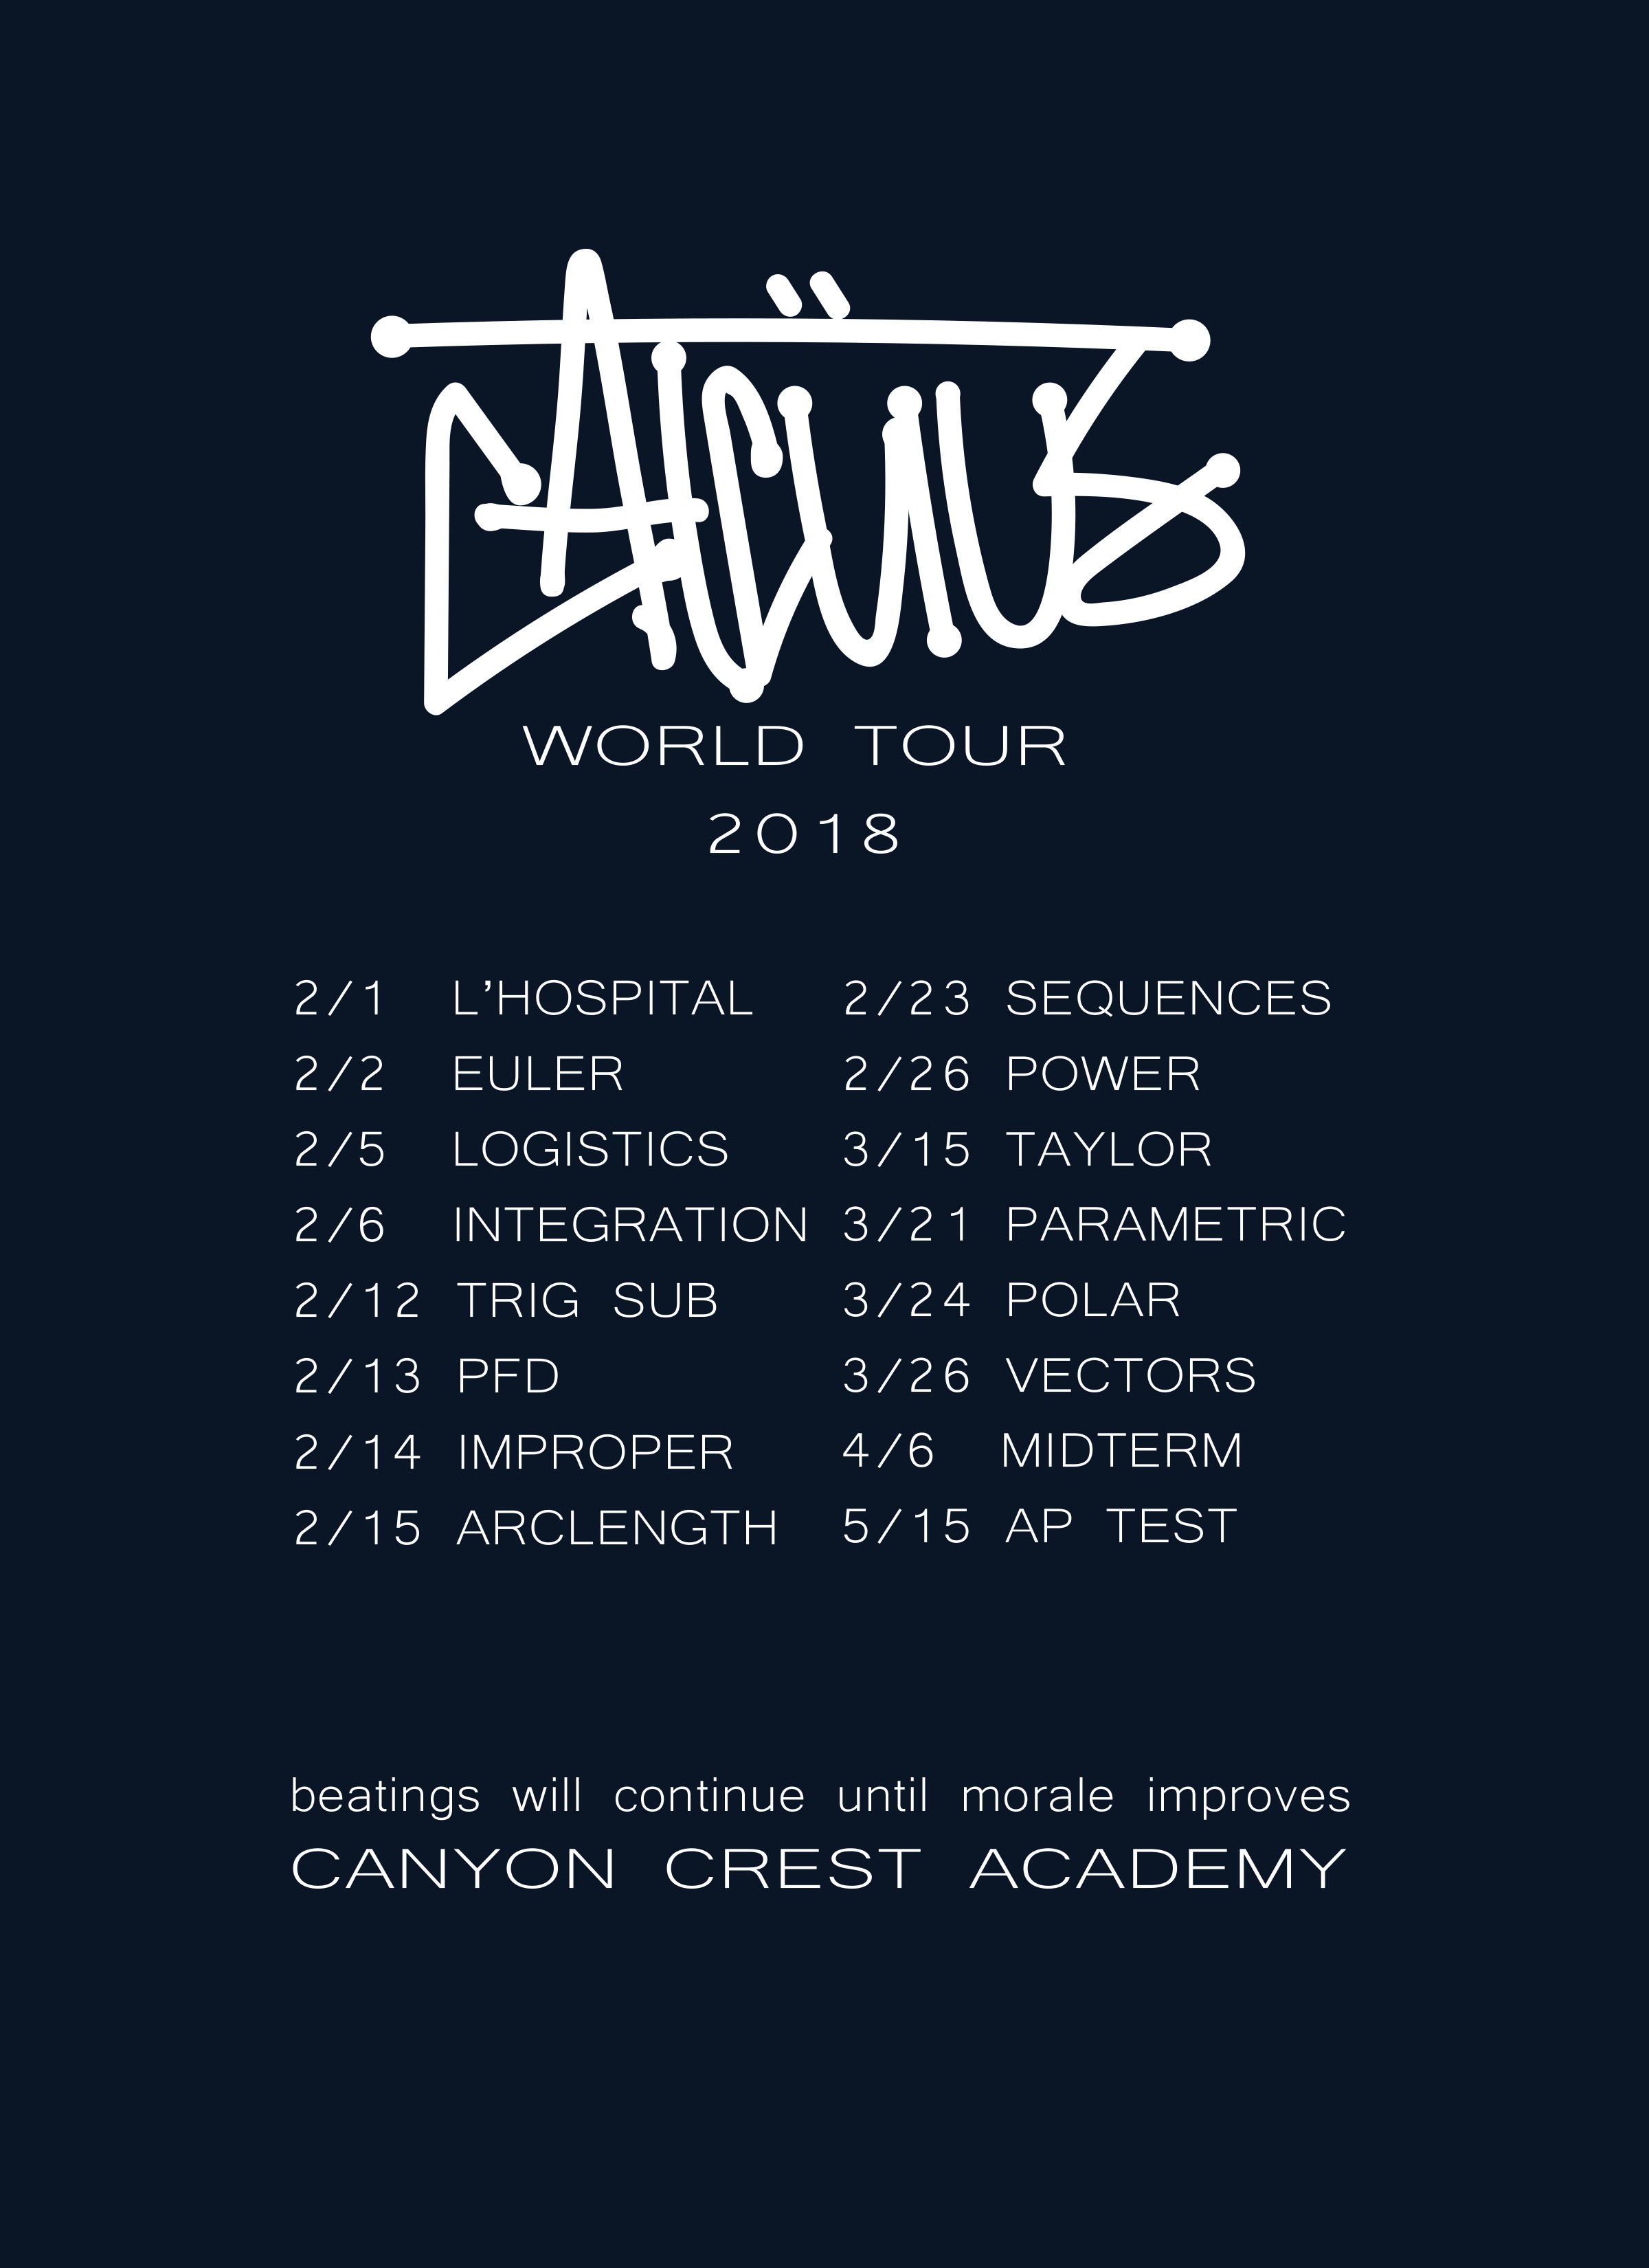 CALCULUS
WORLD TOUR
2018
2/1 L'HOSPITAL
2/2 EULER
2/5 LOGISTICS
2/6 INTEGRATION
2/12 TRIG SUB
2/13 PFD
2/14 IMPROPER
2/15 ARCLENGTH
2/23 SEQUENCES
2/26 POWER
3/15 TAYLOR
3/21 PARAMETRIC
3/24 POLAR
3/26 VECTORS
4/6 MIDTERM
5/15 AP TEST
beatings will continue until morale improves
CANYON CREST ACADEMY